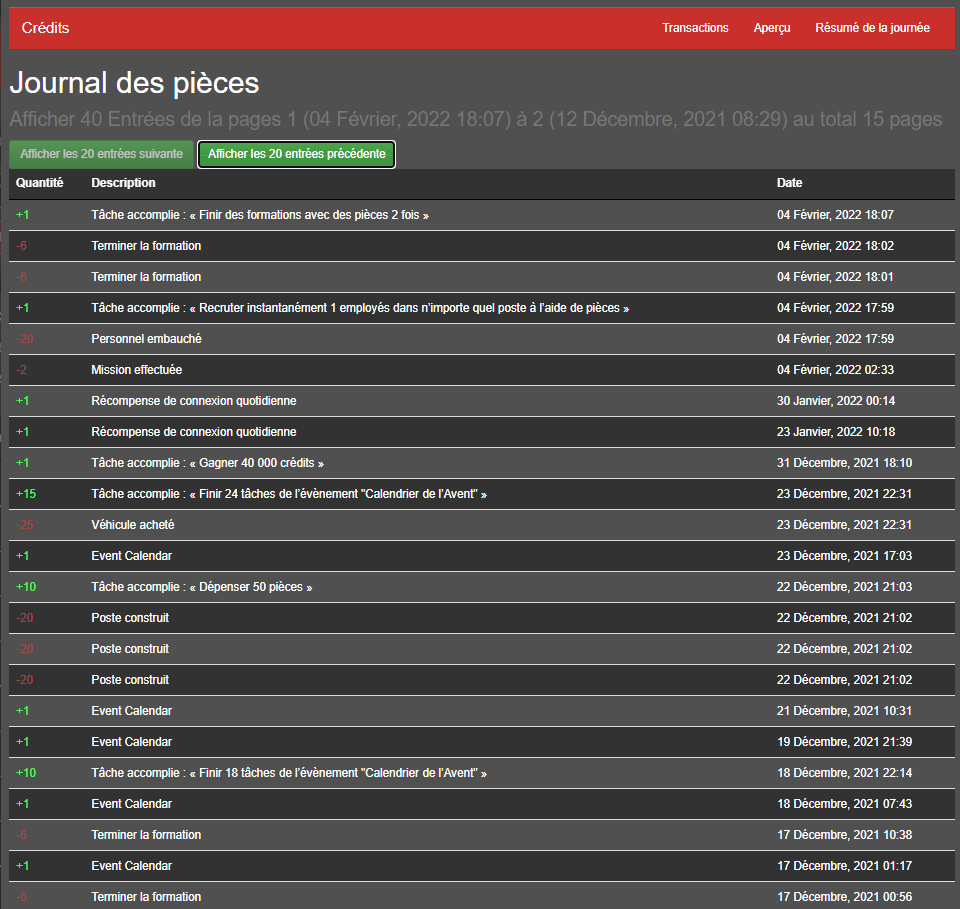 Crédits Transactions Aperçu Résumé de la journée
Journal des pièces
Afficher 40 Entrées de la pages 1 (04 Février, 2022 18:07) à 2 (12 Décembre, 2021 08:29) au total 15 pages
Afficher les 20 entrées suivante Afficher les 20 entrées précédente
Quantité Description Date
+1 Tâche accomplie : « Finir des formations avec des pièces 2 fois » 04 Février, 2022 18:07
-6 Terminer la formation 04 Février, 2022 18:02
-6 Terminer la formation 04 Février, 2022 18:01
+1 Tâche accomplie : « Recruter instantanément 1 employés dans n'importe quel poste à l'aide de pièces » 04 Février, 2022 17:59
-20 Personnel embauché 04 Février, 2022 17:59
-2 Mission effectuée 04 Février, 2022 02:33
+1 Récompense de connexion quotidienne 30 Janvier, 2022 00:14
+1 Récompense de connexion quotidienne 23 Janvier, 2022 10:18
+1 Tâche accomplie : « Gagner 40 000 crédits » 31 Décembre, 2021 18:10
+15 Tâche accomplie : « Finir 24 tâches de l'évènement "Calendrier de l'Avent" » 23 Décembre, 2021 22:31
-25 Véhicule acheté 23 Décembre, 2021 22:31
+1 Event Calendar 23 Décembre, 2021 17:03
+10 Tâche accomplie : « Dépenser 50 pièces » 22 Décembre, 2021 21:03
-20 Poste construit 22 Décembre, 2021 21:02
-20 Poste construit 22 Décembre, 2021 21:02
-20 Poste construit 22 Décembre, 2021 21:02
+1 Event Calendar 21 Décembre, 2021 10:31
+1 Event Calendar 19 Décembre, 2021 21:39
+10 Tâche accomplie : « Finir 18 tâches de l'évènement "Calendrier de l'Avent" » 18 Décembre, 2021 22:14
+1 Event Calendar 18 Décembre, 2021 07:43
-6 Terminer la formation 17 Décembre, 2021 10:38
+1 Event Calendar 17 Décembre, 2021 01:17
-6 Terminer la formation 17 Décembre, 2021 00:56